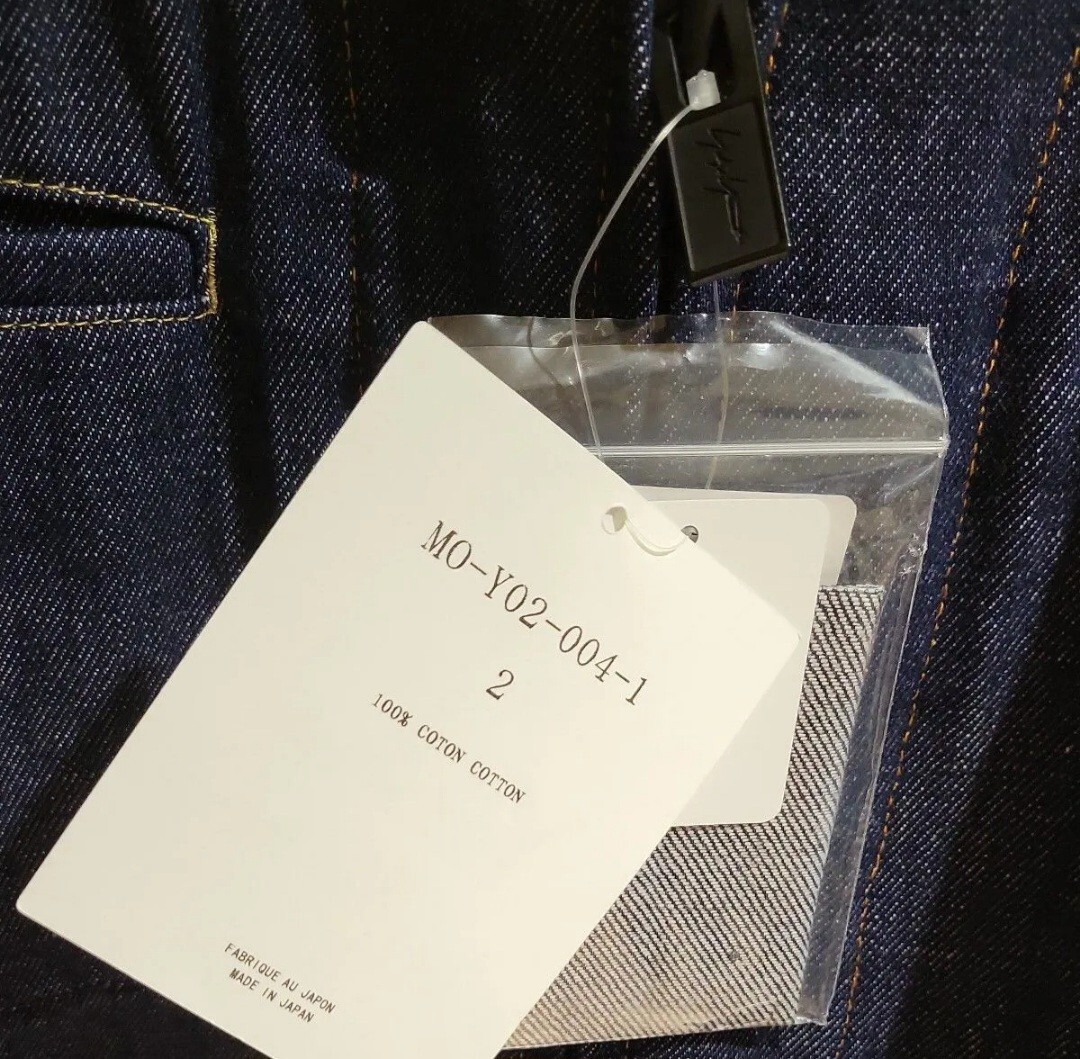 MO-Y02-004-1
2
100% COTON COTTON
FABRIQUE AU JAPON
MADE IN JAPAN